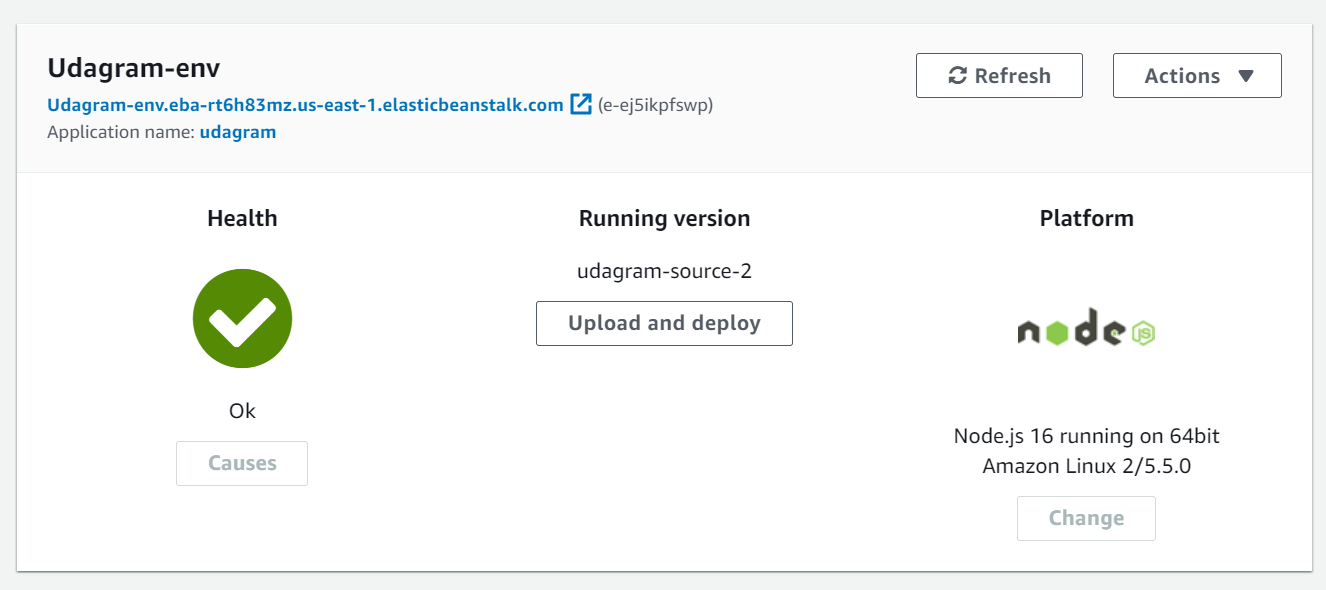 Udagram-env
Refresh
Actions
Udagram-env.eba-rt6h83mz.us-east-1.elasticbeanstalk.com (e-ej5ikpfswp)
Application name: udagram
Health
Running version
Platform
udagram-source-2
Upload and deploy
node JS
Ok
Causes
Node.js 16 running on 64bit
Amazon Linux 2/5.5.0
Change